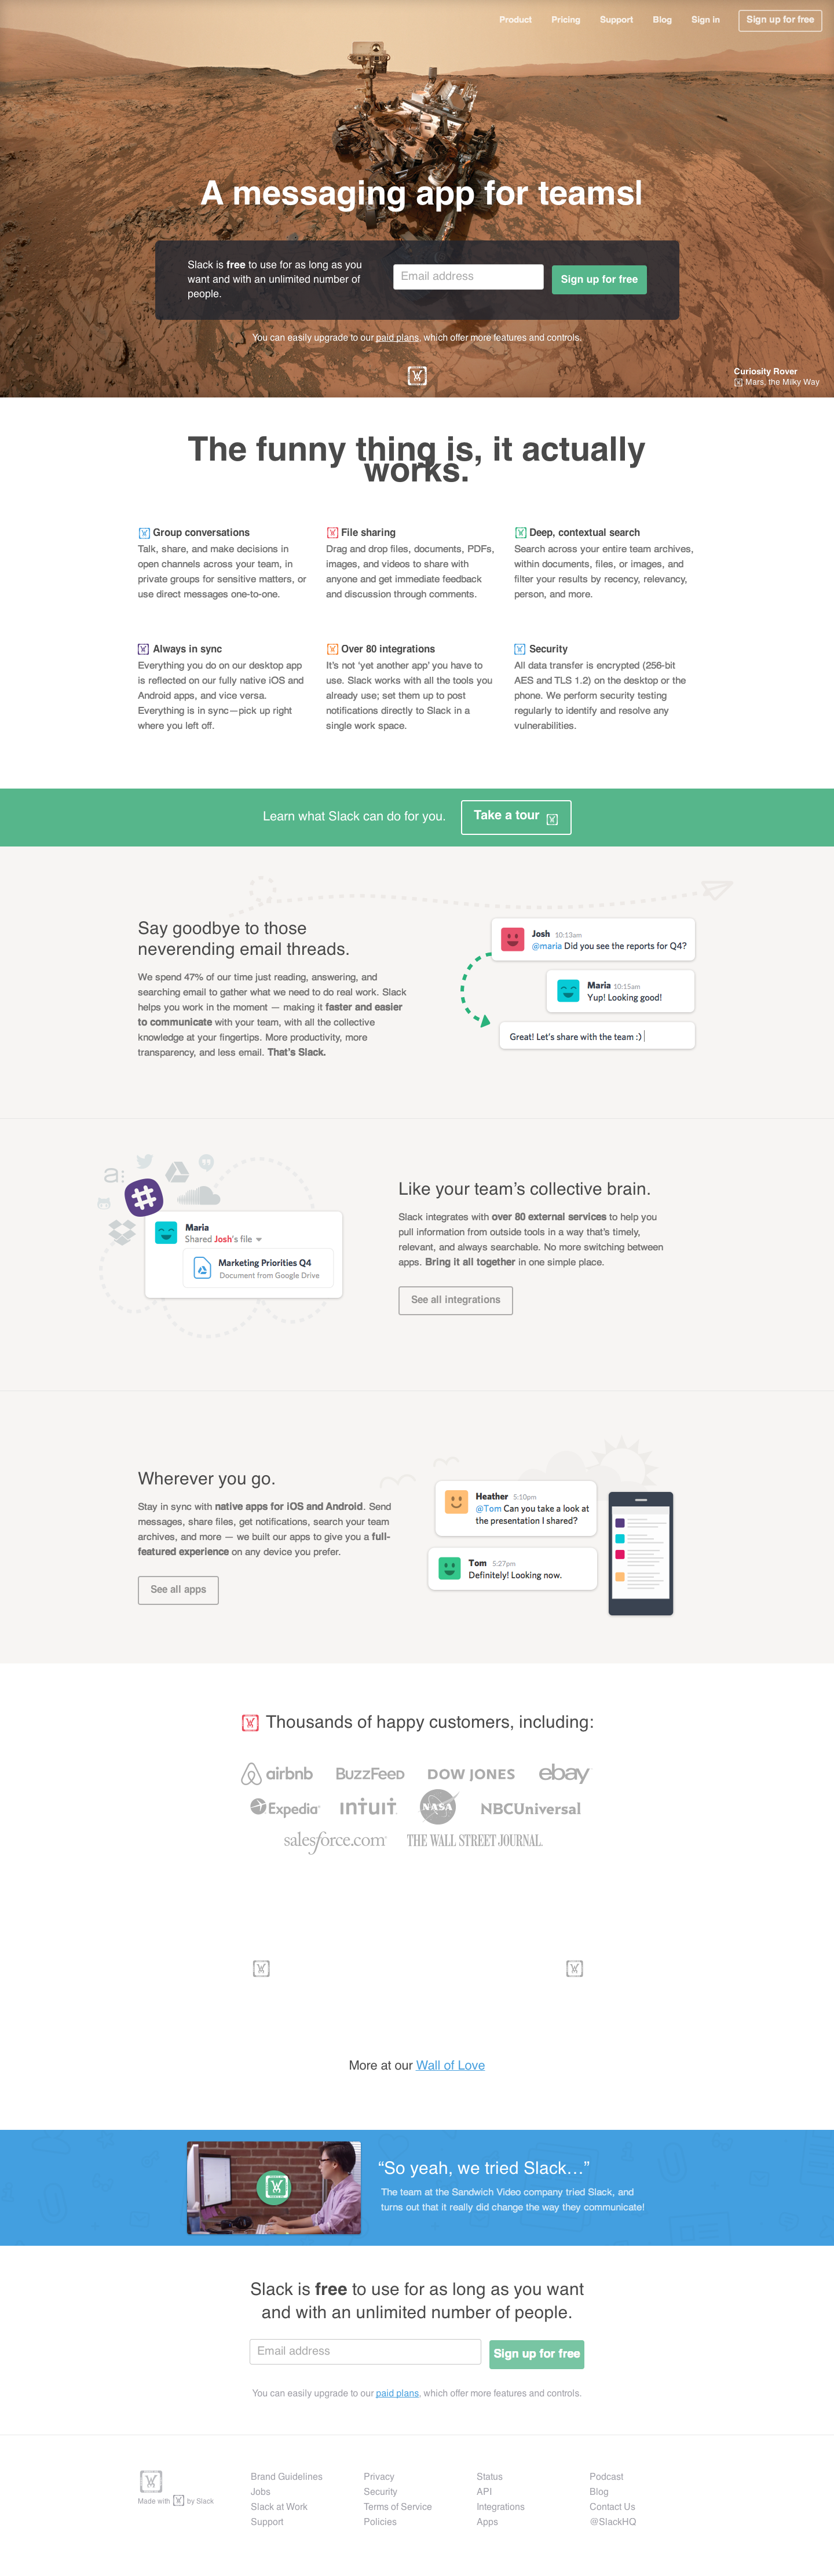 Product Pricing Support Blog Sign in Sign up for free
A messaging app for teams|
Slack is free to use for as long as you
want and with an unlimited number of
people.
Email address
Sign up for free
You can easily upgrade to our paid plans, which offer more features and controls.
Curiosity Rover
Mars, the Milky Way
The funny thing is, it actually
works.
Group conversations
Talk, share, and make decisions in
open channels across your team, in
private groups for sensitive matters, or
use direct messages one-to-one.
File sharing
Drag and drop files, documents, PDFs,
images, and videos to share with
anyone and get immediate feedback
and discussion through comments.
Deep, contextual search
Search across your entire team archives,
within documents, files, or images, and
filter your results by recency, relevancy,
person, and more.
Always in sync
Everything you do on our desktop app
is reflected on our fully native iOS and
Android apps, and vice versa.
Everything is in sync—pick up right
where you left off.
Over 80 integrations
It's not ‘yet another app’ you have to
use. Slack works with all the tools you
already use; set them up to post
notifications directly to Slack in a
single work space.
Security
All data transfer is encrypted (256-bit
AES and TLS 1.2) on the desktop or the
phone. We perform security testing
regularly to identify and resolve any
vulnerabilities.
Learn what Slack can do for you.
Take a tour
Say goodbye to those
neverending email threads.
We spend 47% of our time just reading, answering, and
searching email to gather what we need to do real work. Slack
helps you work in the moment — making it faster and easier
to communicate with your team, with all the collective
knowledge at your fingertips. More productivity, more
transparency, and less email. That's Slack.
Josh 10:13am
@maria Did you see the reports for Q4?
Maria 10:15am
Yup! Looking good!
Great! Let's share with the team :)|
a:
#
Maria
Shared Josh's file
Marketing Priorities Q4
Document from Google Drive
Like your team's collective brain.
Slack integrates with over 80 external services to help you
pull information from outside tools in a way that's timely,
relevant, and always searchable. No more switching between
apps. Bring it all together in one simple place.
See all integrations
Wherever you go.
Stay in sync with native apps for iOS and Android. Send
messages, share files, get notifications, search your team
archives, and more — we built our apps to give you a full-
featured experience on any device you prefer.
See all apps
Heather 5:10pm
@Tom Can you take a look at
the presentation I shared?
Tom 5:27pm
Definitely! Looking now.
Thousands of happy customers, including:
airbnb BuzzFeed DOW JONES ebay
Expedia INTUIT NASA NBCUniversal
salesforce.com THE WALL STREET JOURNAL.
More at our Wall of Love
“So yeah, we tried Slack…”
The team at the Sandwich Video company tried Slack, and
turns out that it really did change the way they communicate!
Slack is free to use for as long as you want
and with an unlimited number of people.
Email address
Sign up for free
You can easily upgrade to our paid plans, which offer more features and controls.
Made with by Slack
Brand Guidelines
Jobs
Slack at Work
Support
Privacy
Security
Terms of Service
Policies
Status
API
Integrations
Apps
Podcast
Blog
Contact Us
@SlackHQ